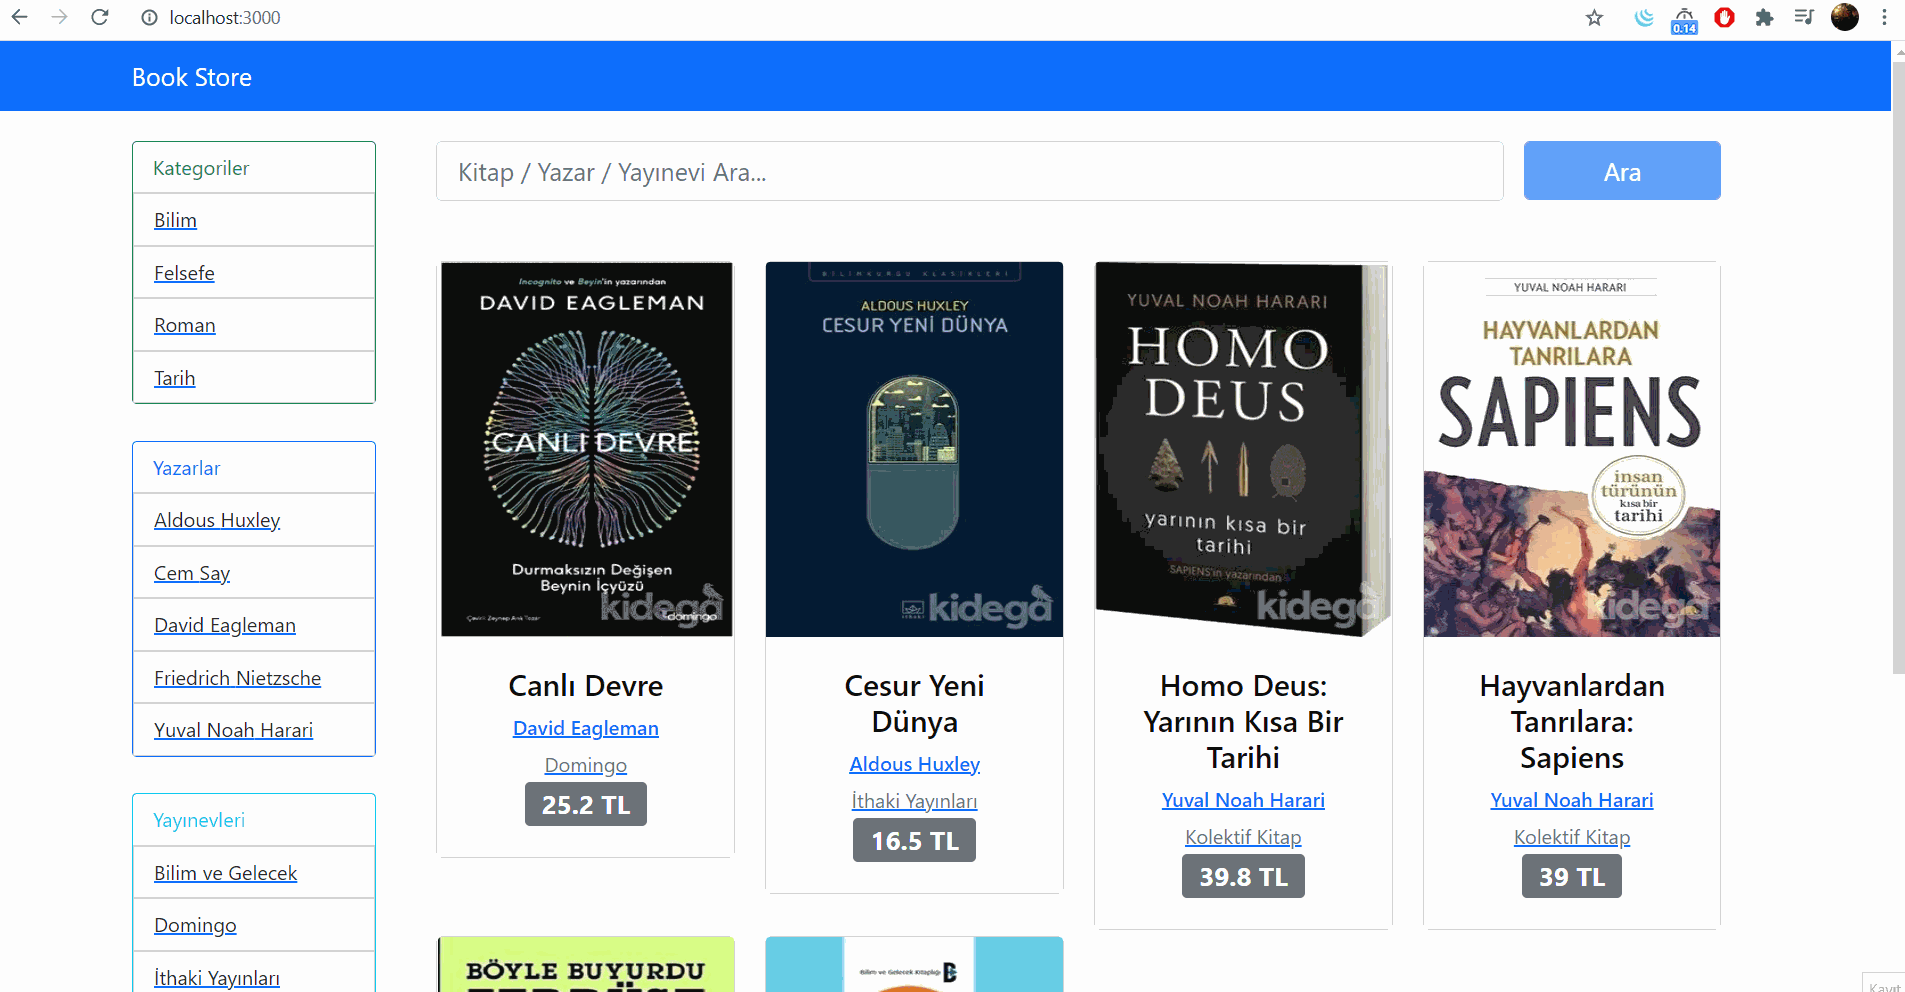 localhost:3000
0.14
Book Store
Kategoriler
Bilim
Felsefe
Roman
Tarih
Yazarlar
Aldous Huxley
Cem Say
David Eagleman
Friedrich Nietzsche
Yuval Noah Harari
Yayınevleri
Bilim ve Gelecek
Domingo
İthaki Yayınları
Kitap / Yazar / Yayınevi Ara...
Ara
Incognito ve Beyin'in yazarından
DAVID EAGLEMAN
CANLI DEVRE
Durmaksızın Değişen
Beynin İçyüzü
kidega
domingo
Canlı Devre
David Eagleman
Domingo
25.2 TL
BİLİMKURGU KLASİKLERİ
ALDOUS HUXLEY
CESUR YENİ DÜNYA
İTHAKİ
kidega
Cesur Yeni
Dünya
Aldous Huxley
İthaki Yayınları
16.5 TL
YUVAL NOAH HARARI
HOMO
DEUS
yarının kısa bir
tarihi
SAPIENS'in yazarından
kidega
Homo Deus:
Yarının Kısa Bir
Tarihi
Yuval Noah Harari
Kolektif Kitap
39.8 TL
YUVAL NOAH HARARI
HAYVANLARDAN
TANRILARA
SAPIENS
insan
türünün
kısa bir
tarihi
kidega
Hayvanlardan
Tanrılara:
Sapiens
Yuval Noah Harari
Kolektif Kitap
39 TL
BÖYLE BUYURDU
Bilim ve Gelecek Kitaplığı
Kayıt